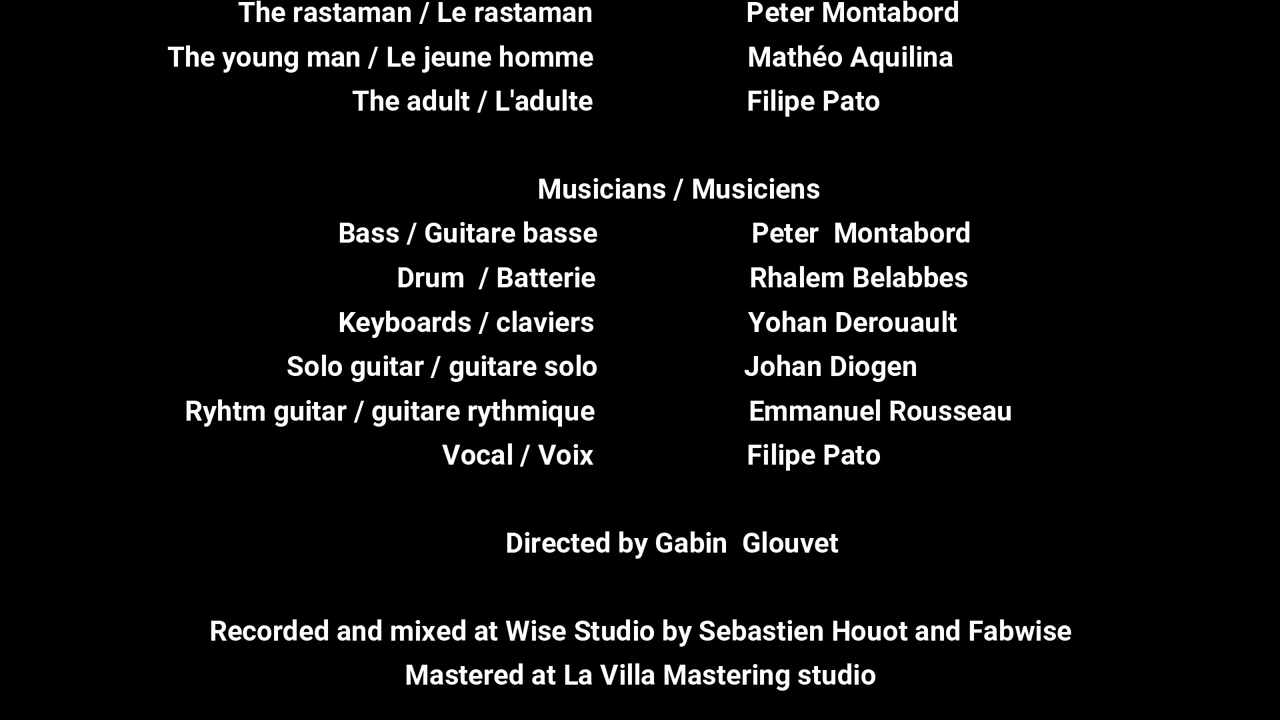 The rastaman / Le rastaman Peter Montabord
The young man / Le jeune homme Mathéo Aquilina
The adult / L'adulte Filipe Pato
Musicians / Musiciens
Bass / Guitare basse Peter Montabord
Drum / Batterie Rhalem Belabbes
Keyboards / claviers Yohan Derouault
Solo guitar / guitare solo Johan Diogen
Ryhtm guitar / guitare rythmique Emmanuel Rousseau
Vocal / Voix Filipe Pato
Directed by Gabin Glouvet
Recorded and mixed at Wise Studio by Sebastien Houot and Fabwise
Mastered at La Villa Mastering studio